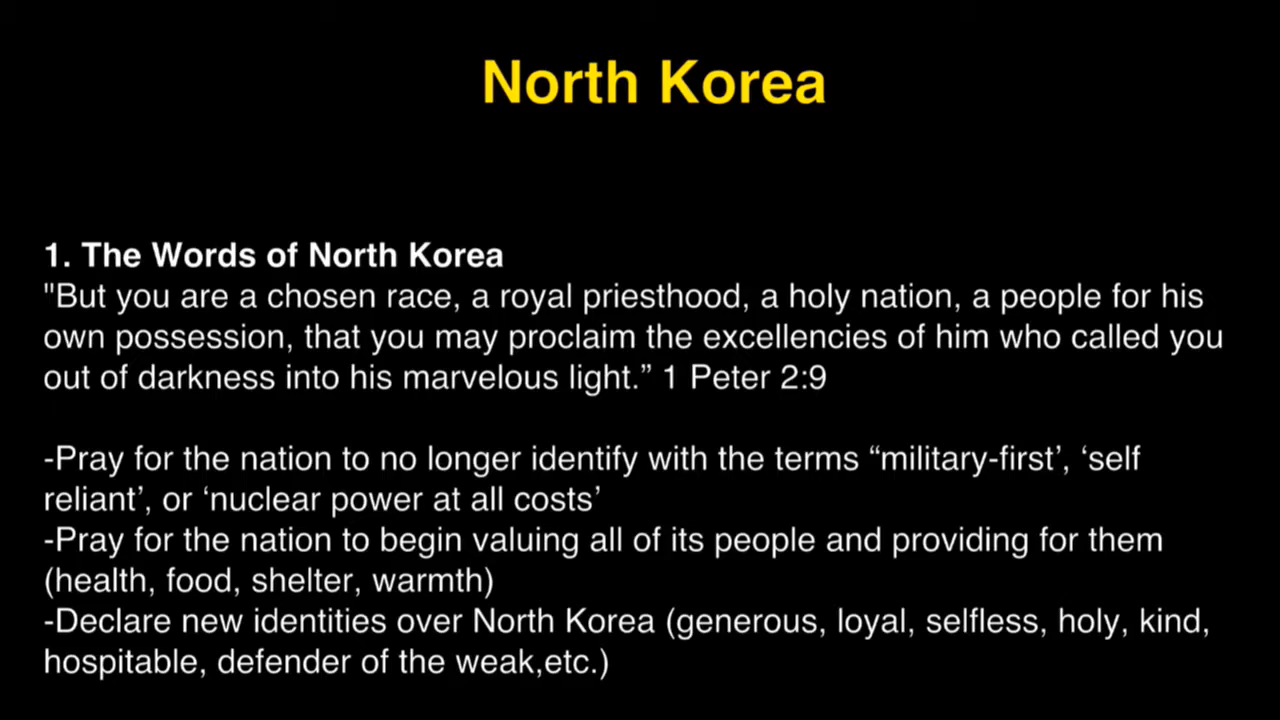 North Korea
1. The Words of North Korea
"But you are a chosen race, a royal priesthood, a holy nation, a people for his
own possession, that you may proclaim the excellencies of him who called you
out of darkness into his marvelous light.” 1 Peter 2:9
-Pray for the nation to no longer identify with the terms “military-first’, ‘self
reliant’, or ‘nuclear power at all costs’
-Pray for the nation to begin valuing all of its people and providing for them
(health, food, shelter, warmth)
-Declare new identities over North Korea (generous, loyal, selfless, holy, kind,
hospitable, defender of the weak,etc.)